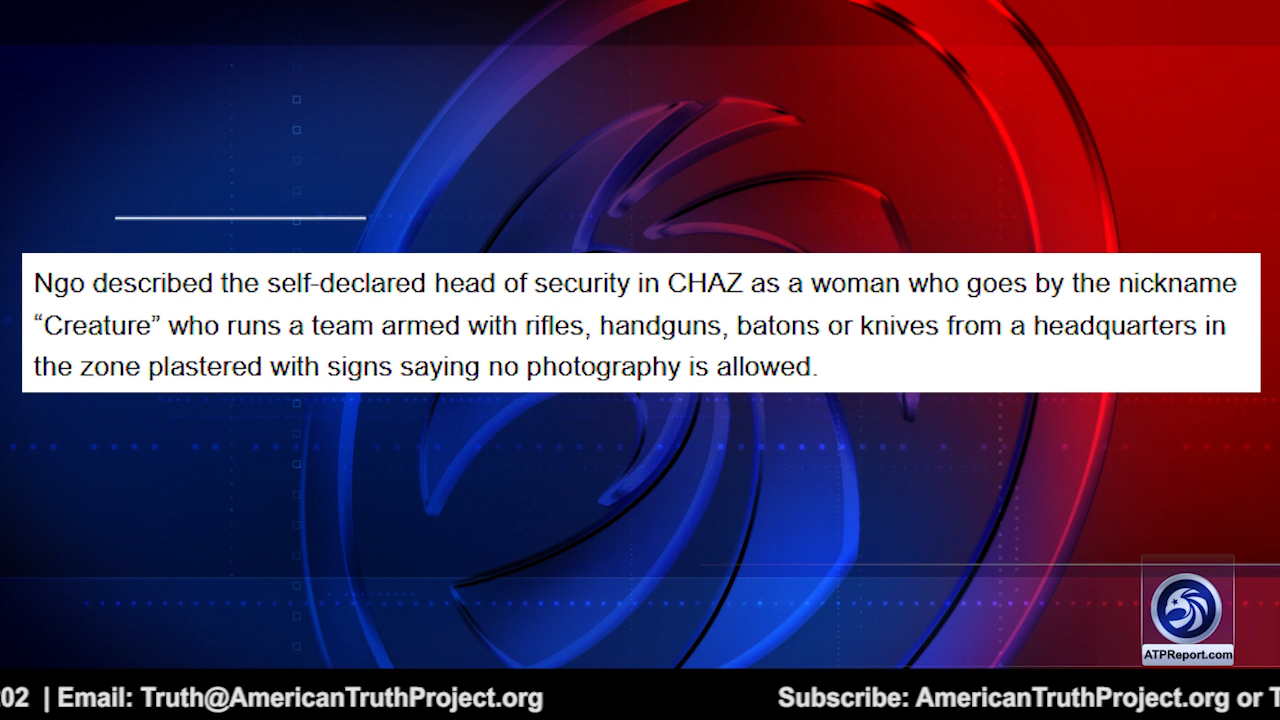 Ngo described the self-declared head of security in CHAZ as a woman who goes by the nickname
“Creature” who runs a team armed with rifles, handguns, batons or knives from a headquarters in
the zone plastered with signs saying no photography is allowed.
ATPReport.com
202 | Email: Truth@AmericanTruthProject.org Subscribe: AmericanTruthProject.org or T